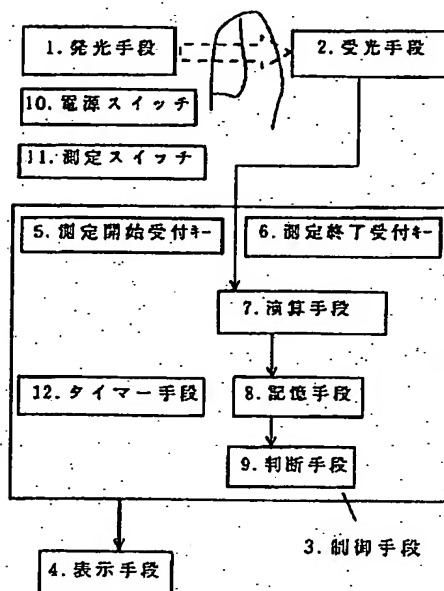 1.発光手段
2.受光手段
10.電源スイッチ
11.測定スイッチ
5.測定開始受付キー
6.測定終了受付キー
7.演算手段
12.タイマー手段
8.記憶手段
9.判断手段
3.制御手段
4.表示手段